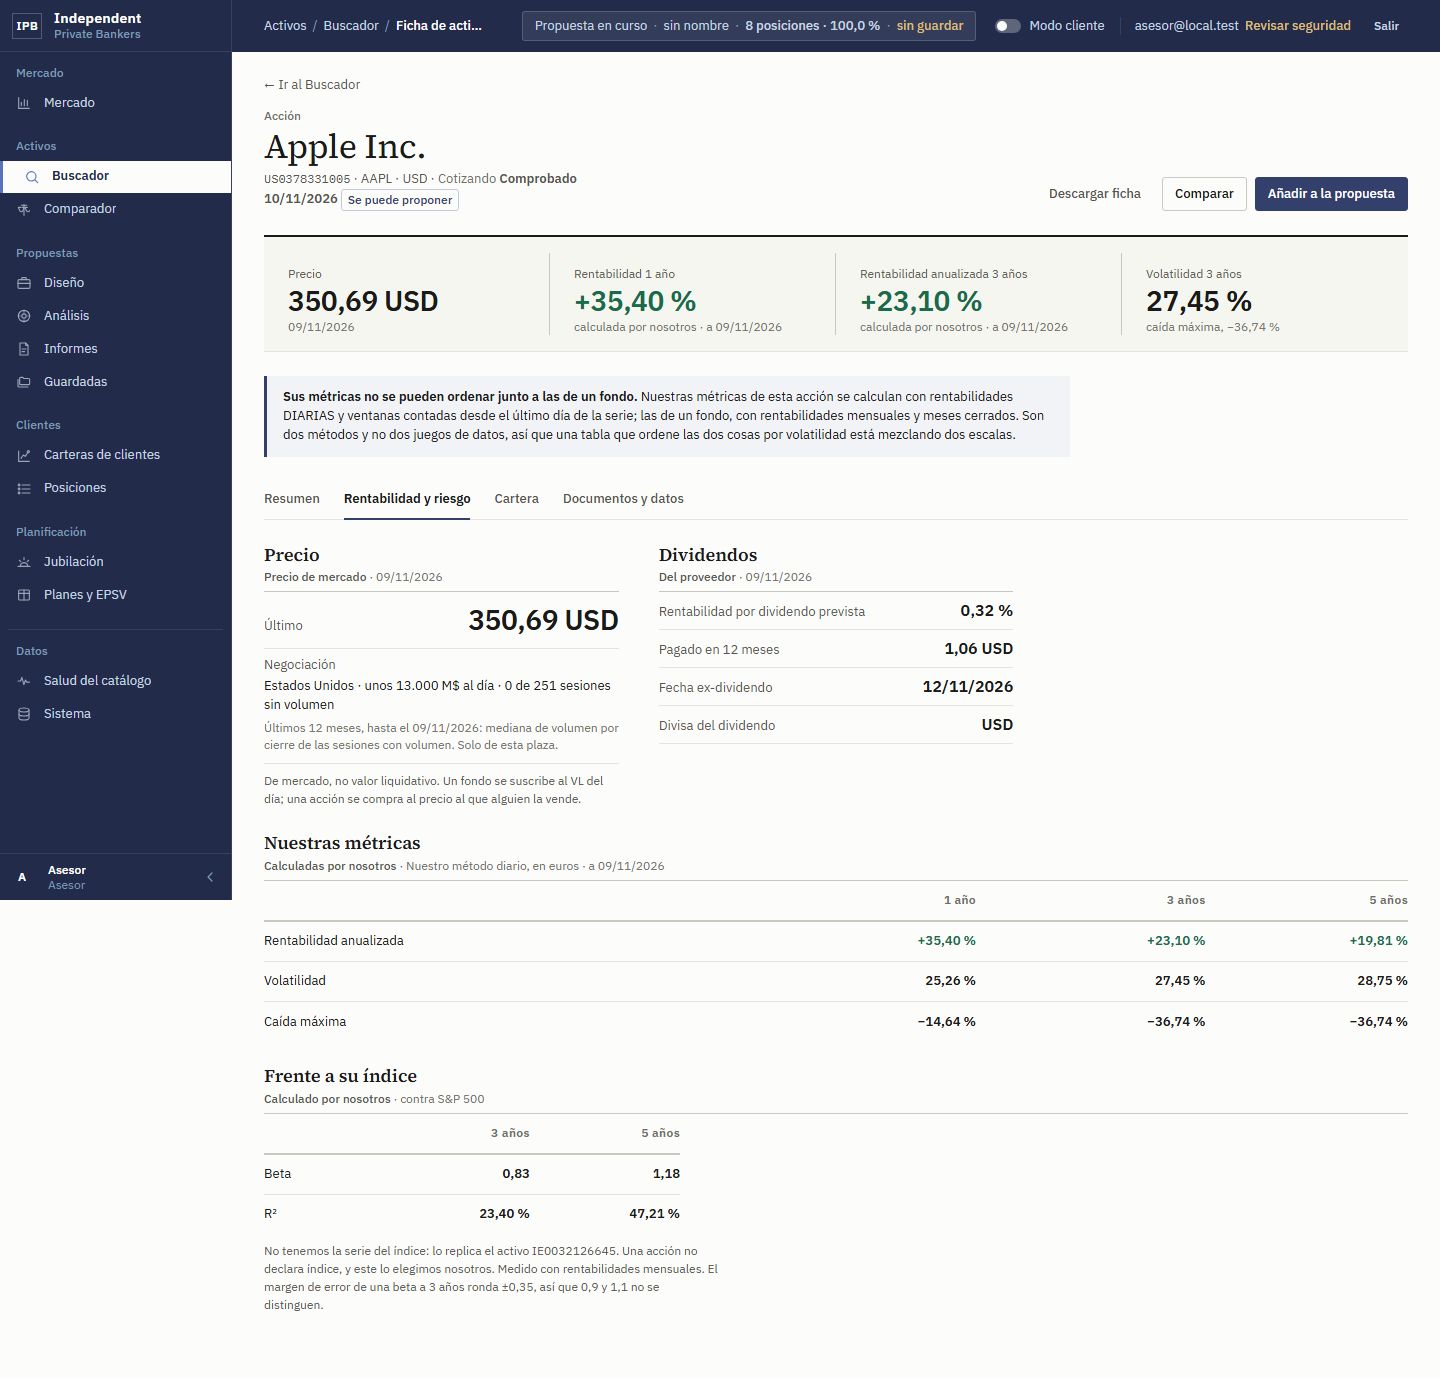 IPB
Independent
Private Bankers
Activos / Buscador / Ficha de acti...
Propuesta en curso · sin nombre · 8 posiciones · 100,0 % · sin guardar
Modo cliente
asesor@local.test Revisar seguridad
Salir
Mercado
Mercado
Activos
Buscador
Comparador
Propuestas
Diseño
Análisis
Informes
Guardadas
Clientes
Carteras de clientes
Posiciones
Planificación
Jubilación
Planes y EPSV
Datos
Salud del catálogo
Sistema
A
Asesor
Asesor
← Ir al Buscador
Acción
Apple Inc.
US0378331005 · AAPL · USD · Cotizando Comprobado
10/11/2026 Se puede proponer
Descargar ficha
Comparar
Añadir a la propuesta
Precio
350,69 USD
09/11/2026
Rentabilidad 1 año
+35,40 %
calculada por nosotros · a 09/11/2026
Rentabilidad anualizada 3 años
+23,10 %
calculada por nosotros · a 09/11/2026
Volatilidad 3 años
27,45 %
caída máxima, −36,74 %
Sus métricas no se pueden ordenar junto a las de un fondo. Nuestras métricas de esta acción se calculan con rentabilidades
DIARIAS y ventanas contadas desde el último día de la serie; las de un fondo, con rentabilidades mensuales y meses cerrados. Son
dos métodos y no dos juegos de datos, así que una tabla que ordene las dos cosas por volatilidad está mezclando dos escalas.
Resumen
Rentabilidad y riesgo
Cartera
Documentos y datos
Precio
Precio de mercado · 09/11/2026
Último 350,69 USD
Negociación
Estados Unidos · unos 13.000 M$ al día · 0 de 251 sesiones
sin volumen
Últimos 12 meses, hasta el 09/11/2026: mediana de volumen por
cierre de las sesiones con volumen. Solo de esta plaza.
De mercado, no valor liquidativo. Un fondo se suscribe al VL del
día; una acción se compra al precio al que alguien la vende.
Dividendos
Del proveedor · 09/11/2026
Rentabilidad por dividendo prevista 0,32 %
Pagado en 12 meses 1,06 USD
Fecha ex-dividendo 12/11/2026
Divisa del dividendo USD
Nuestras métricas
Calculadas por nosotros · Nuestro método diario, en euros · a 09/11/2026
1 año 3 años 5 años
Rentabilidad anualizada +35,40 % +23,10 % +19,81 %
Volatilidad 25,26 % 27,45 % 28,75 %
Caída máxima −14,64 % −36,74 % −36,74 %
Frente a su índice
Calculado por nosotros · contra S&P 500
3 años 5 años
Beta 0,83 1,18
R² 23,40 % 47,21 %
No tenemos la serie del índice: lo replica el activo IE0032126645. Una acción no
declara índice, y este lo elegimos nosotros. Medido con rentabilidades mensuales. El
margen de error de una beta a 3 años ronda ±0,35, así que 0,9 y 1,1 no se
distinguen.